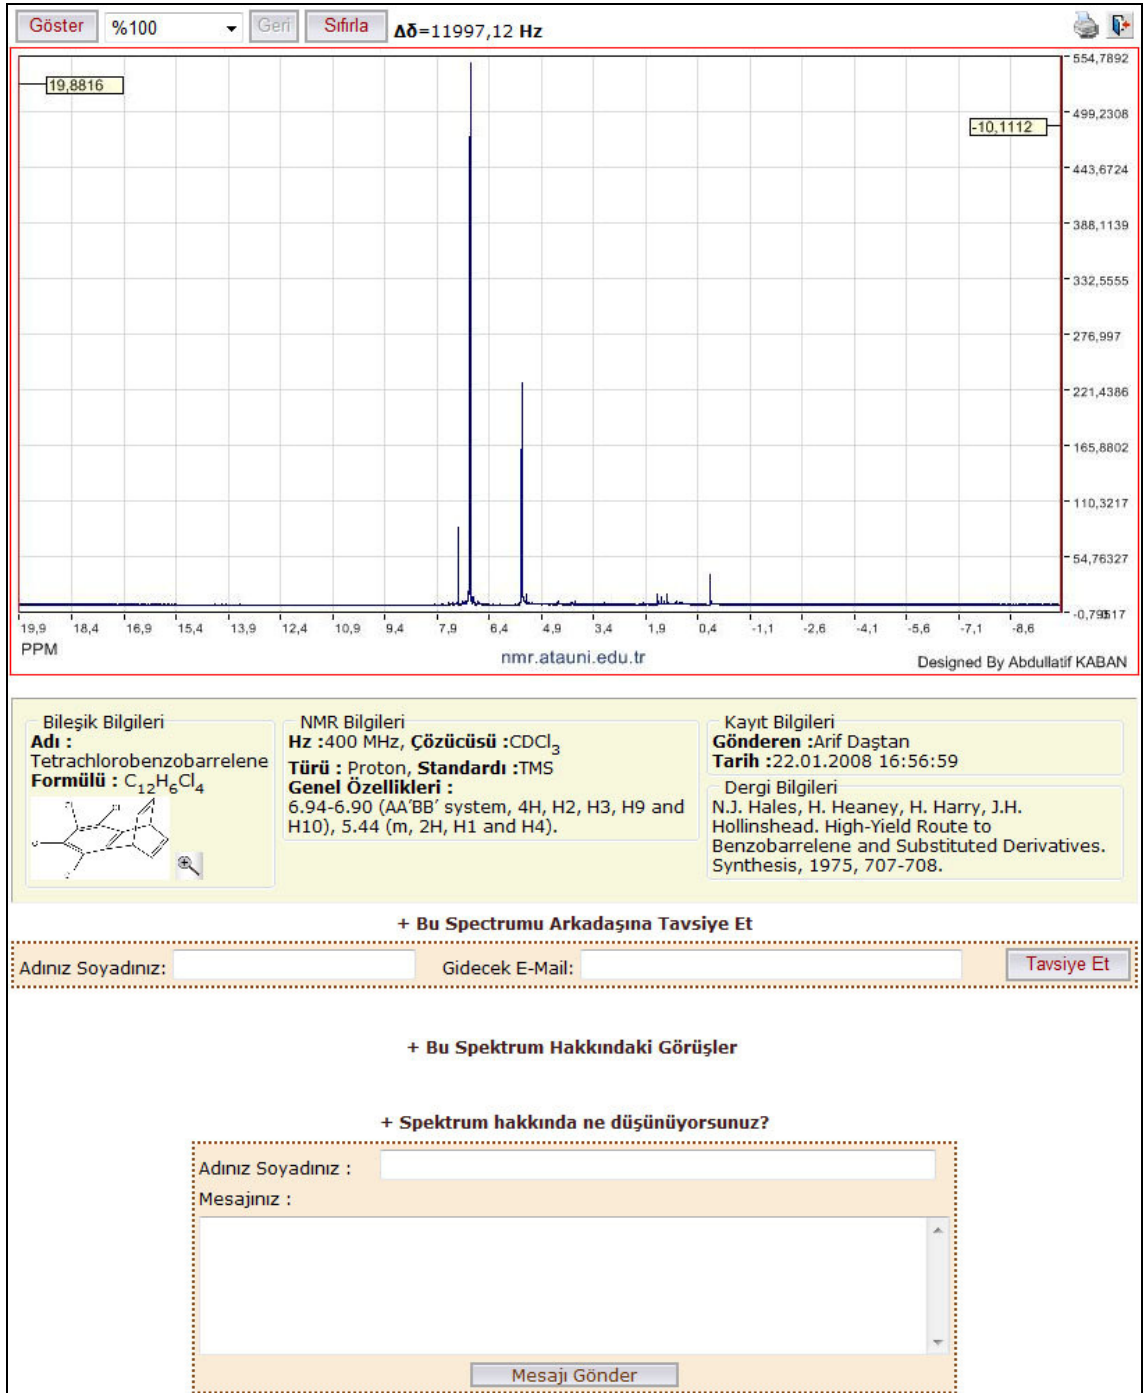 Göster %100 Geri Sıfırla Δδ=11997,12 Hz
554,7892
19,8816
499,2308
-10,1112
443,6724
388,1139
332,5555
276,997
221,4386
165,8802
110,3217
54,76327
19,9 18,4 16,9 15,4 13,9 12,4 10,9 9,4 7,9 6,4 4,9 3,4 1,9 0,4 -1,1 -2,6 -4,1 -5,6 -7,1 -8,6
PPM
nmr.atauni.edu.tr
Designed By Abdullatif KABAN
Bileşik Bilgileri
Adı :
Tetrachlorobenzobarrelene
Formülü : C12H6Cl4
NMR Bilgileri
Hz :400 MHz, Çözücüsü :CDCl3
Türü : Proton, Standardı :TMS
Genel Özellikleri :
6.94-6.90 (AA′BB′ system, 4H, H2, H3, H9 and
H10), 5.44 (m, 2H, H1 and H4).
Kayıt Bilgileri
Gönderen :Arif Daştan
Tarih :22.01.2008 16:56:59
Dergi Bilgileri
N.J. Hales, H. Heaney, H. Harry, J.H.
Hollinshead. High-Yield Route to
Benzobarrelene and Substituted Derivatives.
Synthesis, 1975, 707-708.
+ Bu Spectrumu Arkadaşına Tavsiye Et
Adınız Soyadınız: Gidecek E-Mail: Tavsiye Et
+ Bu Spektrum Hakkındaki Görüşler
+ Spektrum hakkında ne düşünüyorsunuz?
Adınız Soyadınız :
Mesajınız :
Mesajı Gönder